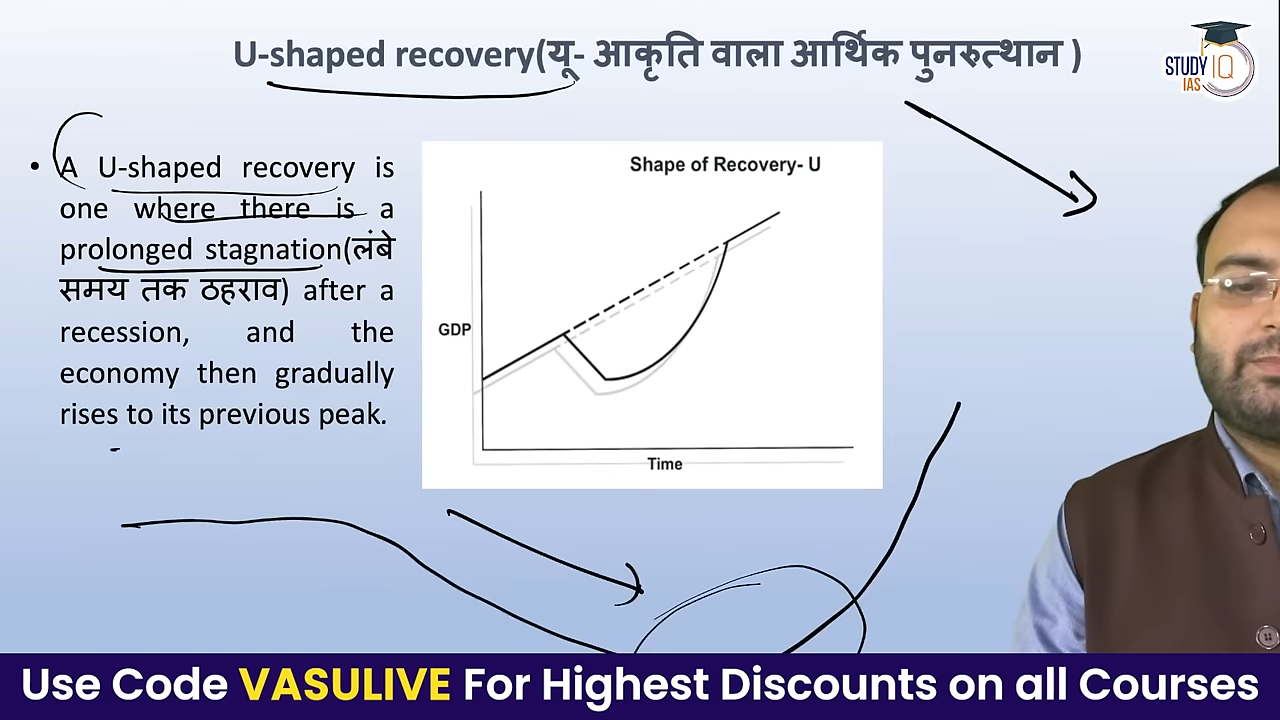 U-shaped recovery(यू- आकृति वाला आर्थिक पुनरुत्थान )
STUDY IQ
IAS
• A U-shaped recovery is
one where there is a
prolonged stagnation(लंबे
समय तक ठहराव) after a
recession, and the
economy then gradually
rises to its previous peak.
Shape of Recovery- U
GDP
Time
Use Code VASULIVE For Highest Discounts on all Courses